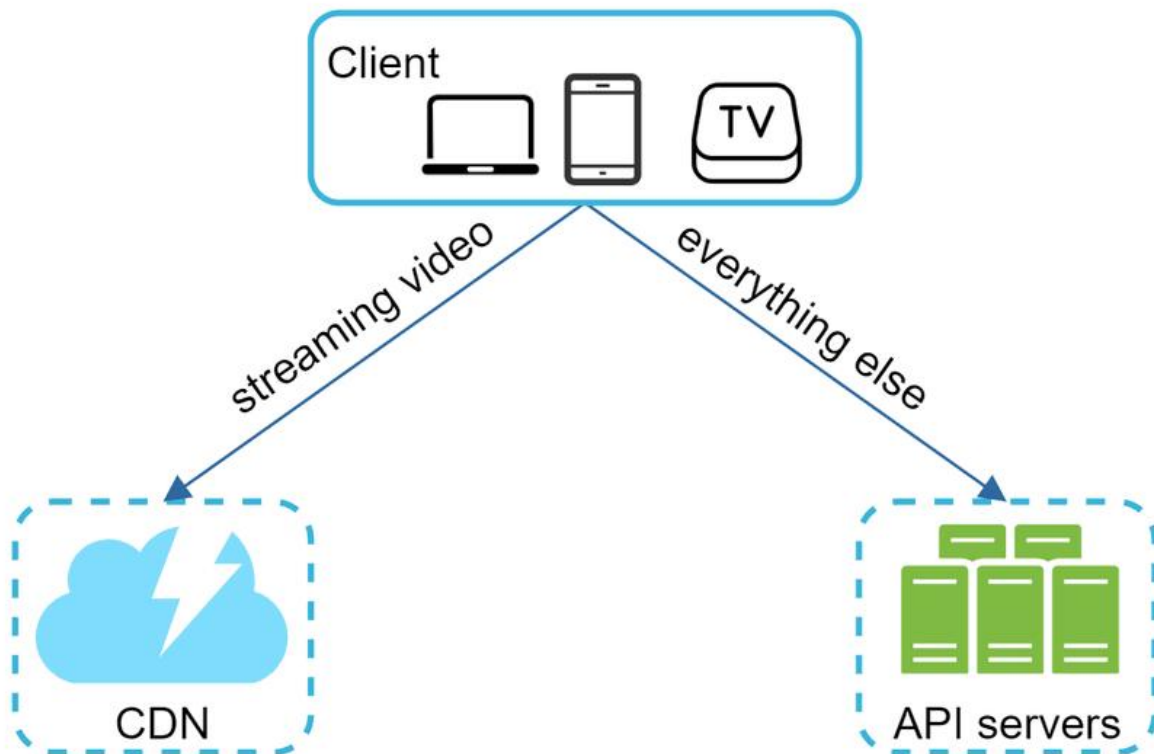 Client
TV
streaming video
everything else
CDN
API servers